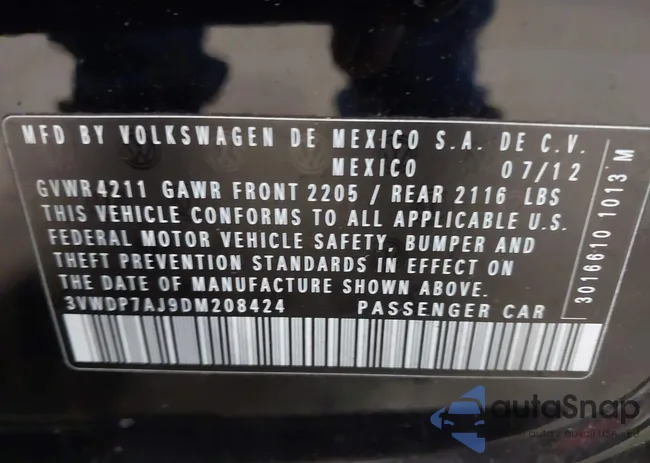 MFD BY VOLKSWAGEN DE MEXICO S.A. DE C.V.
MEXICO 07/12
GVWR 4211 GAWR FRONT 2205 / REAR 2116 LBS
THIS VEHICLE CONFORMS TO ALL APPLICABLE U.S.
FEDERAL MOTOR VEHICLE SAFETY, BUMPER AND
THEFT PREVENTION STANDARDS IN EFFECT ON
THE DATE OF MANUFACTURE SHOWN ABOVE.
3VWDP7AJ9DM208424 PASSENGER CAR
3016610 1013 M
autaSnap